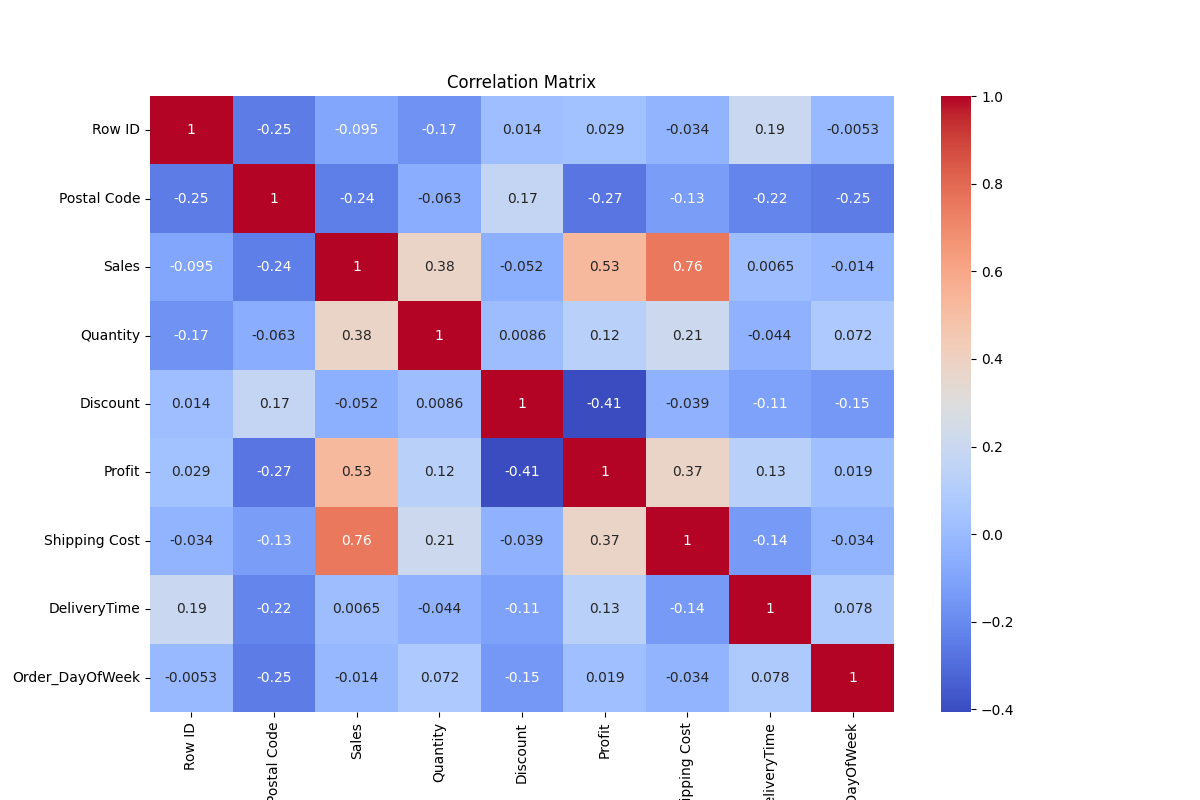 Correlation Matrix
Row ID 1 -0.25 -0.095 -0.17 0.014 0.029 -0.034 0.19 -0.0053
Postal Code -0.25 1 -0.24 -0.063 0.17 -0.27 -0.13 -0.22 -0.25
Sales -0.095 -0.24 1 0.38 -0.052 0.53 0.76 0.0065 -0.014
Quantity -0.17 -0.063 0.38 1 0.0086 0.12 0.21 -0.044 0.072
Discount 0.014 0.17 -0.052 0.0086 1 -0.41 -0.039 -0.11 -0.15
Profit 0.029 -0.27 0.53 0.12 -0.41 1 0.37 0.13 0.019
Shipping Cost -0.034 -0.13 0.76 0.21 -0.039 0.37 1 -0.14 -0.034
DeliveryTime 0.19 -0.22 0.0065 -0.044 -0.11 0.13 -0.14 1 0.078
Order_DayOfWeek -0.0053 -0.25 -0.014 0.072 -0.15 0.019 -0.034 0.078 1
Row ID
Postal Code
Sales
Quantity
Discount
Profit
ipping Cost
eliveryTime
DayOfWeek
1.0
0.8
0.6
0.4
0.2
0.0
−0.2
−0.4